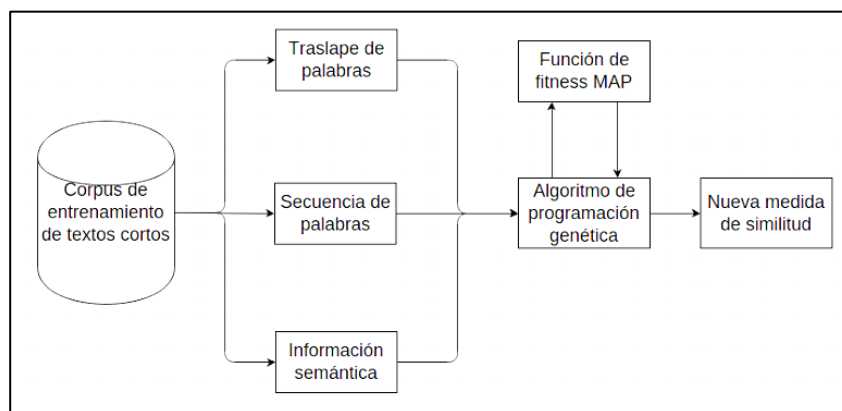 Corpus de
entrenamiento
de textos cortos
Traslape de
palabras
Secuencia de
palabras
Información
semántica
Función de
fitness MAP
Algoritmo de
programación
genética
Nueva medida
de similitud